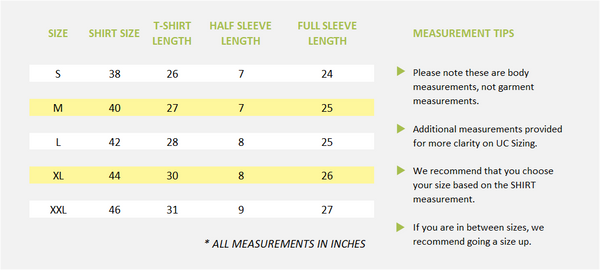 SIZE SHIRT SIZE T-SHIRT LENGTH HALF SLEEVE LENGTH FULL SLEEVE LENGTH
S 38 26 7 24
M 40 27 7 25
L 42 28 8 25
XL 44 30 8 26
XXL 46 31 9 27
* ALL MEASUREMENTS IN INCHES
MEASUREMENT TIPS
Please note these are body
measurements, not garment
measurements.
Additional measurements provided
for more clarity on UC Sizing.
We recommend that you choose
your size based on the SHIRT
measurement.
If you are in between sizes, we
recommend going a size up.